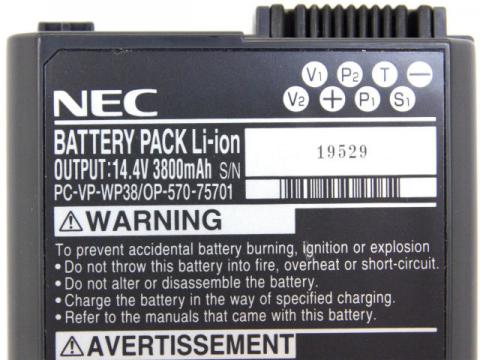 V1 P2 T −
V2 + P1 S1
NEC
BATTERY PACK Li-ion
OUTPUT:14.4V 3800mAh S/N
19529
PC-VP-WP38/OP-570-75701
⚠WARNING
To prevent accidental battery burning, ignition or explosion
• Do not throw this battery into fire, overheat or short-circuit.
• Do not alter or disassemble the battery.
• Charge the battery in the way of specified charging.
• Refer to the manuals that came with this battery.
⚠AVERTISSEMENT